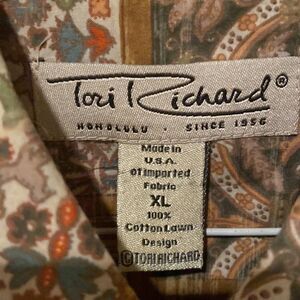 Tori Richard®
HONOLULU · SINCE 1956
Made in
U.S.A.
of imported
Fabric
XL
100%
Cotton Lawn
Design
©TORI RICHARD